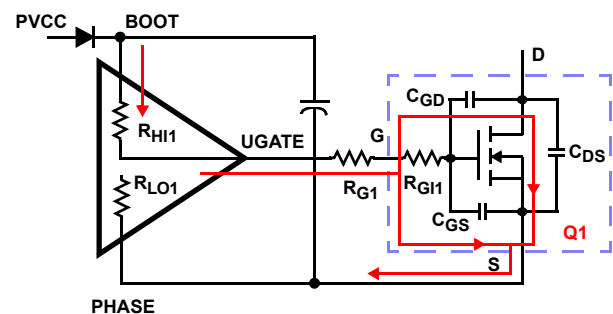 PVCC
BOOT
D
CGD
RHI1
UGATE
G
CDS
RLO1
RG1
RGI1
CGS
Q1
S
PHASE